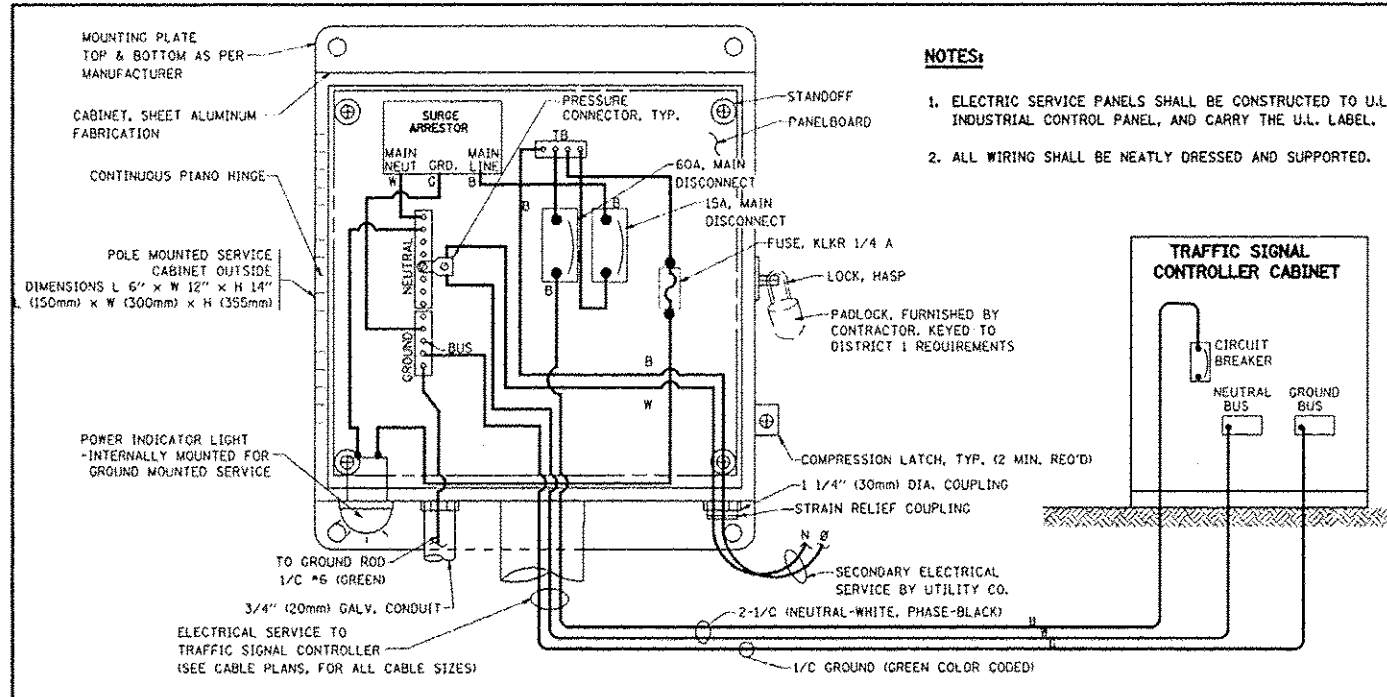 MOUNTING PLATE
TOP & BOTTOM AS PER
MANUFACTURER
CABINET, SHEET ALUMINUM
FABRICATION
CONTINUOUS PIANO HINGE
POLE MOUNTED SERVICE
CABINET OUTSIDE
DIMENSIONS L 6" x W 12" x H 14"
L (150mm) x W (300mm) x H (355mm)
POWER INDICATOR LIGHT
-INTERNALLY MOUNTED FOR
GROUND MOUNTED SERVICE
TO GROUND ROD
1/C #6 (GREEN)
3/4" (20mm) GALV. CONDUIT
ELECTRICAL SERVICE TO
TRAFFIC SIGNAL CONTROLLER
(SEE CABLE PLANS, FOR ALL CABLE SIZES)
SURGE
ARRESTOR
MAIN
NEUT
GRD.
MAIN
LINE
W
G
B
PRESSURE
CONNECTOR, TYP.
TB
STANDOFF
PANELBOARD
60A, MAIN
DISCONNECT
15A, MAIN
DISCONNECT
B
B
B
FUSE, KLKR 1/4 A
LOCK, HASP
PADLOCK, FURNISHED BY
CONTRACTOR. KEYED TO
DISTRICT 1 REQUIREMENTS
NEUTRAL
GROUND
BUS
B
W
COMPRESSION LATCH, TYP. (2 MIN. REQ'D)
1 1/4" (30mm) DIA. COUPLING
STRAIN RELIEF COUPLING
N Ø
SECONDARY ELECTRICAL
SERVICE BY UTILITY CO.
2-1/C (NEUTRAL-WHITE, PHASE-BLACK)
W
1/C GROUND (GREEN COLOR CODED)
NOTES:
1. ELECTRIC SERVICE PANELS SHALL BE CONSTRUCTED TO U.L
INDUSTRIAL CONTROL PANEL, AND CARRY THE U.L. LABEL.
2. ALL WIRING SHALL BE NEATLY DRESSED AND SUPPORTED.
TRAFFIC SIGNAL
CONTROLLER CABINET
CIRCUIT
BREAKER
NEUTRAL
BUS
GROUND
BUS